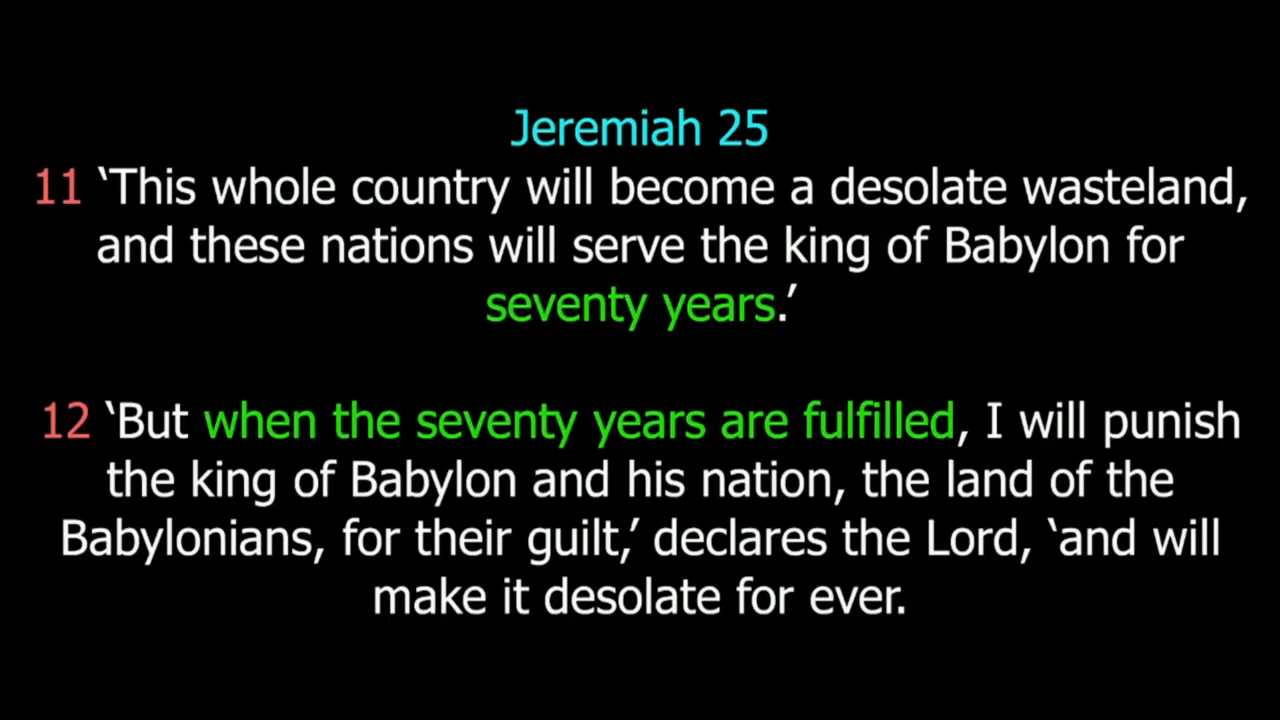 Jeremiah 25
11 ‘This whole country will become a desolate wasteland,
and these nations will serve the king of Babylon for
seventy years.’
12 ‘But when the seventy years are fulfilled, I will punish
the king of Babylon and his nation, the land of the
Babylonians, for their guilt,’ declares the Lord, ‘and will
make it desolate for ever.